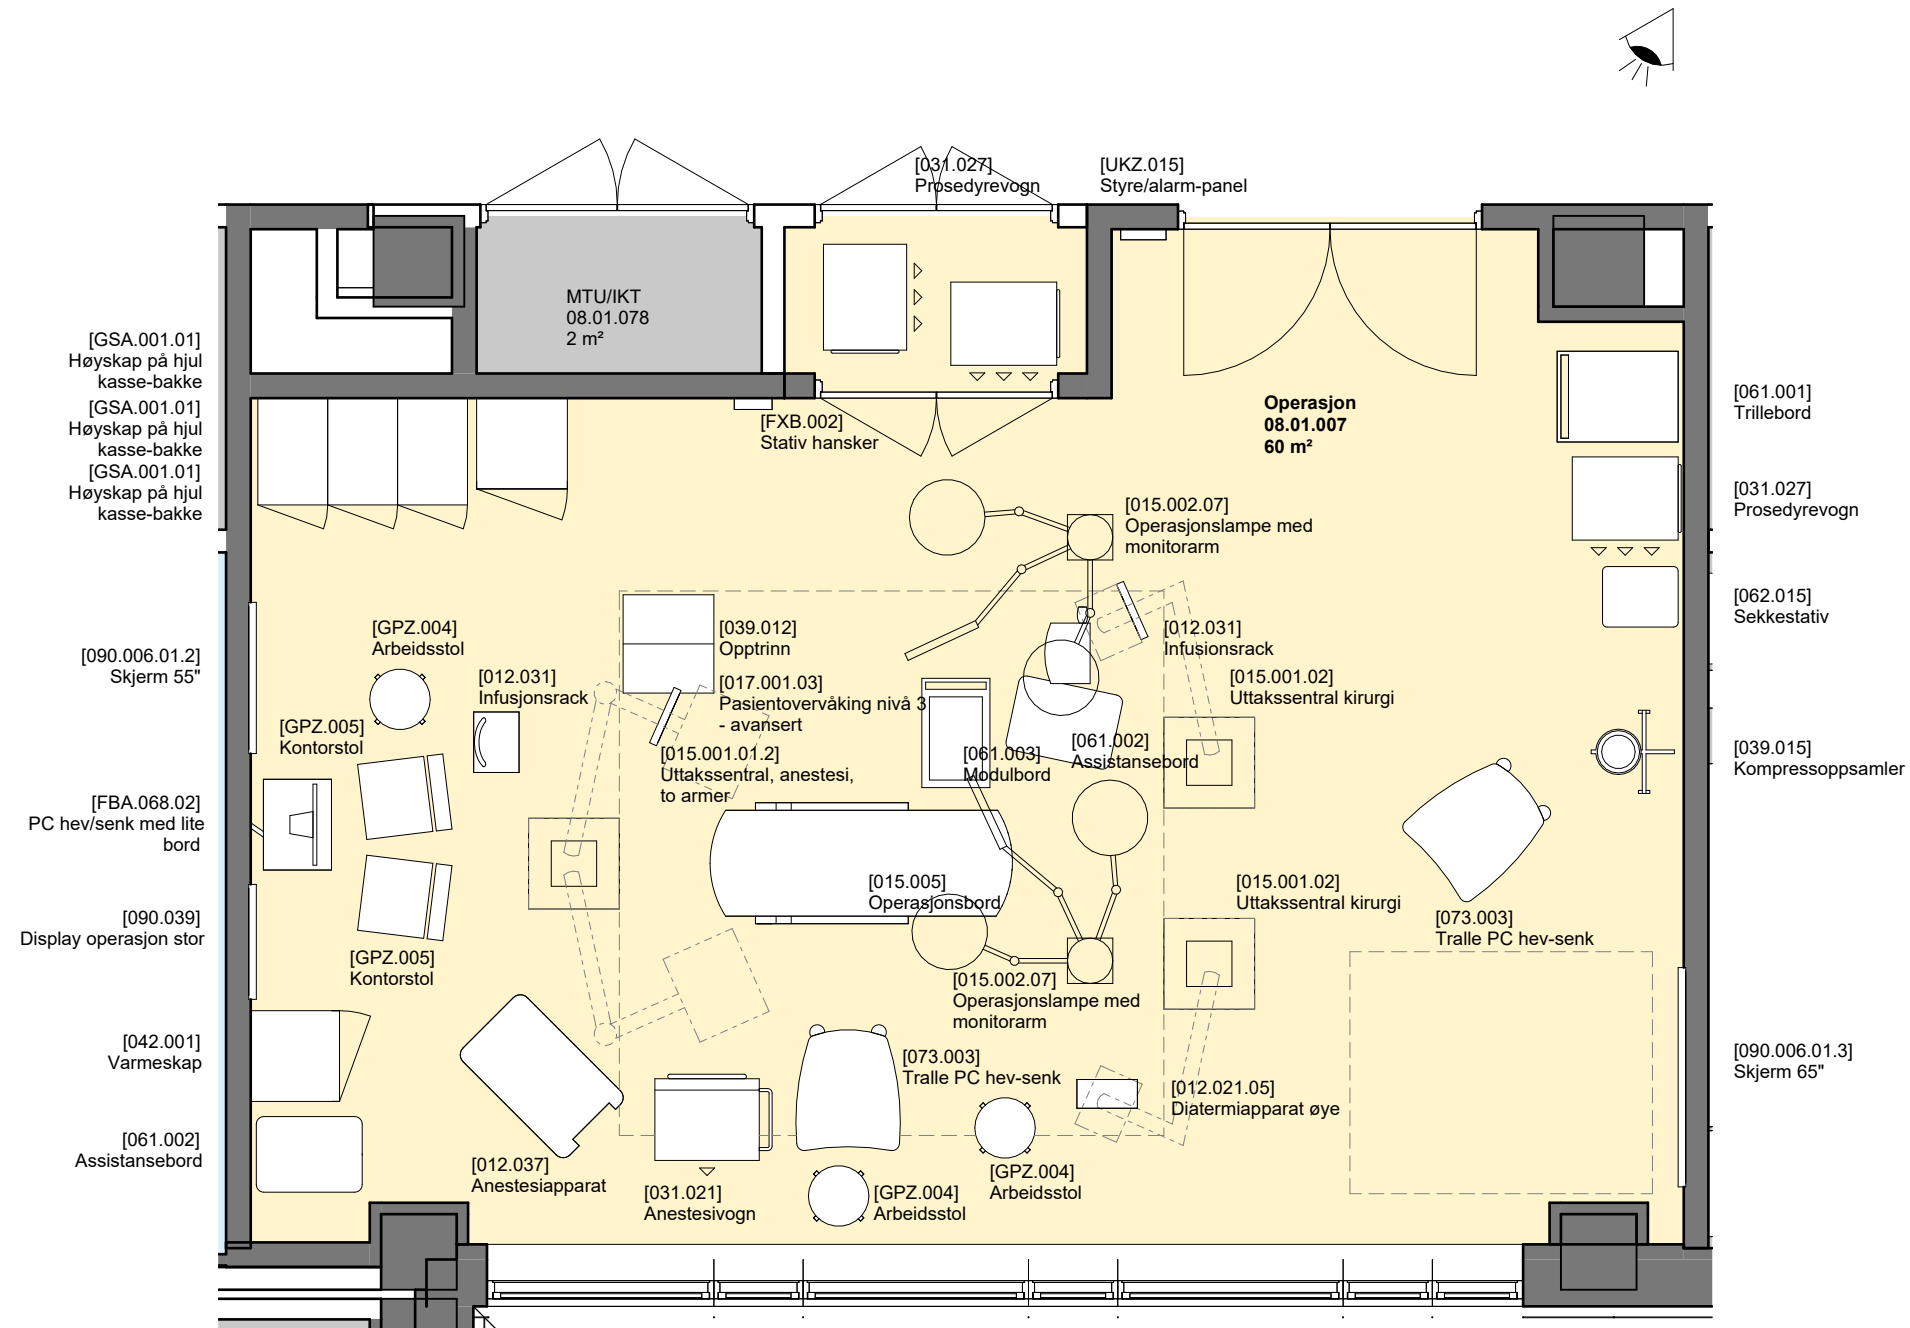 [031.027]
Prosedyrevogn
[UKZ.015]
Styre/alarm-panel
MTU/IKT
08.01.078
2 m²
[GSA.001.01]
Høyskap på hjul
kasse-bakke
[GSA.001.01]
Høyskap på hjul
kasse-bakke
[GSA.001.01]
Høyskap på hjul
kasse-bakke
[FXB.002]
Stativ hansker
Operasjon
08.01.007
60 m²
[061.001]
Trillebord
[031.027]
Prosedyrevogn
[015.002.07]
Operasjonslampe med
monitorarm
[062.015]
Sekkestativ
[090.006.01.2]
Skjerm 55"
[GPZ.004]
Arbeidsstol
[012.031]
Infusjonsrack
[039.012]
Opptrinn
[017.001.03]
Pasientovervåking nivå 3
- avansert
[012.031]
Infusionsrack
[015.001.02]
Uttakssentral kirurgi
[GPZ.005]
Kontorstol
[015.001.01.2]
Uttakssentral, anestesi,
to armer
[061.003]
Modulbord
[061.002]
Assistansebord
[039.015]
Kompressoppsamler
[FBA.068.02]
PC hev/senk med lite
bord
[015.005]
Operasjonsbord
[015.001.02]
Uttakssentral kirurgi
[090.039]
Display operasjon stor
[073.003]
Tralle PC hev-senk
[GPZ.005]
Kontorstol
[015.002.07]
Operasjonslampe med
monitorarm
[042.001]
Varmeskap
[073.003]
Tralle PC hev-senk
[090.006.01.3]
Skjerm 65"
[012.021.05]
Diatermiapparat øye
[061.002]
Assistansebord
[012.037]
Anestesiapparat
[031.021]
Anestesivogn
[GPZ.004]
Arbeidsstol
[GPZ.004]
Arbeidsstol